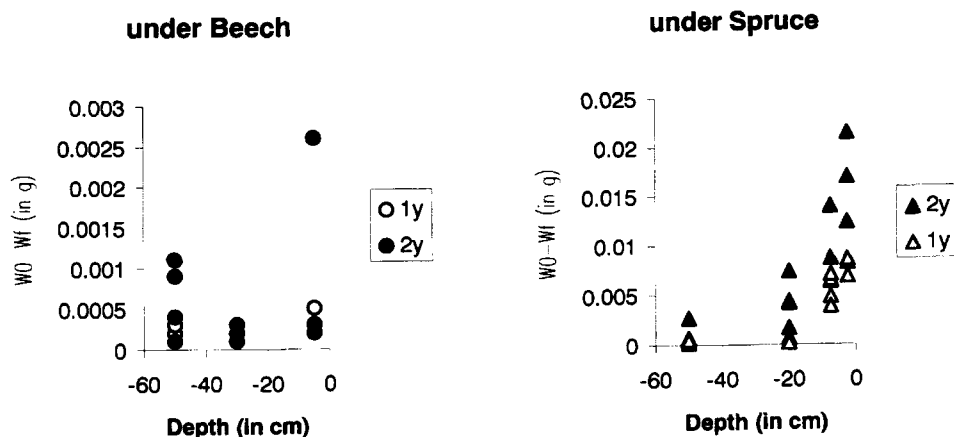 under Beech
0.003
0.0025
0.002
0.0015
0.001
0.0005
0
-60
-40
-20
0
W0 Wf (in g)
Depth (in cm)
1y
2y
under Spruce
0.025
0.02
0.015
0.01
0.005
0
-60
-40
-20
0
W0-Wf (in g)
Depth (in cm)
2y
1y